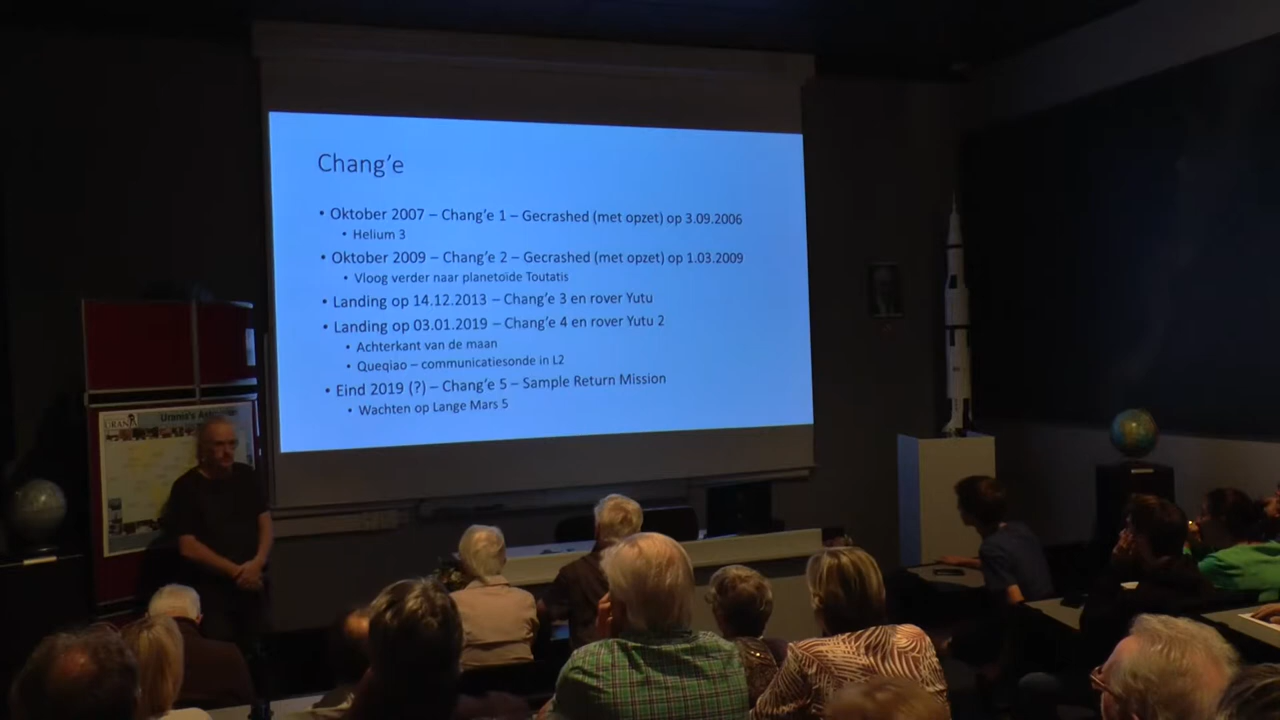 Chang'e
• Oktober 2007 – Chang'e 1 – Gecrashed (met opzet) op 3.09.2006
• Helium 3
• Oktober 2009 – Chang'e 2 – Gecrashed (met opzet) op 1.03.2009
• Vloog verder naar planetoïde Toutatis
• Landing op 14.12.2013 – Chang'e 3 en rover Yutu
• Landing op 03.01.2019 – Chang'e 4 en rover Yutu 2
• Achterkant van de maan
• Queqiao – communicatiesonde in L2
• Eind 2019 (?) – Chang'e 5 – Sample Return Mission
• Wachten op Lange Mars 5
URANIA
Urania's